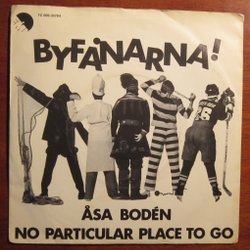 BYFÅNARNA!
ÅSA BODÉN
NO PARTICULAR PLACE TO GO